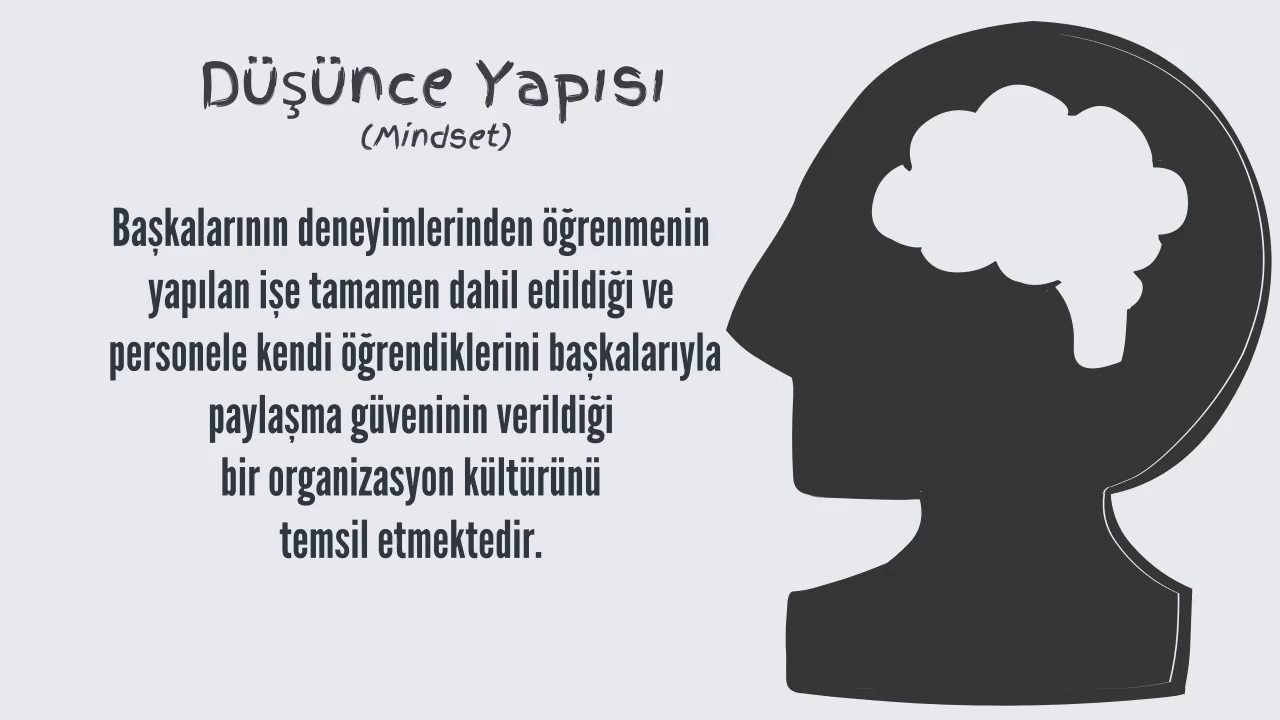 Düşünce Yapısı
(Mindset)
Başkalarının deneyimlerinden öğrenmenin
yapılan işe tamamen dahil edildiği ve
personele kendi öğrendiklerini başkalarıyla
paylaşma güveninin verildiği
bir organizasyon kültürünü
temsil etmektedir.